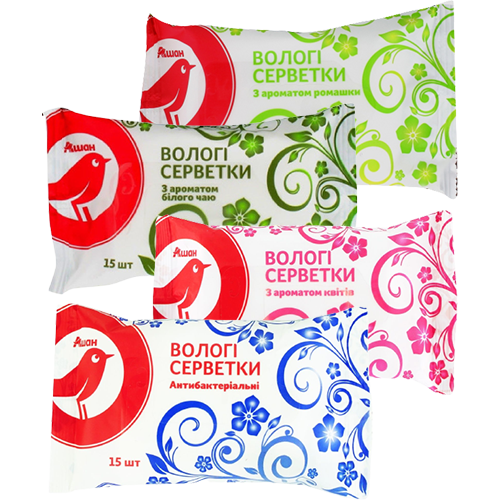 Ашан
ВОЛОГІ
СЕРВЕТКИ
З ароматом ромашки
Ашан
ВОЛОГІ
СЕРВЕТКИ
З ароматом
білого чаю
15 шт
Ашан
ВОЛОГІ
СЕРВЕТКИ
З ароматом квітів
Ашан
ВОЛОГІ
СЕРВЕТКИ
Антибактеріальні
15 шт